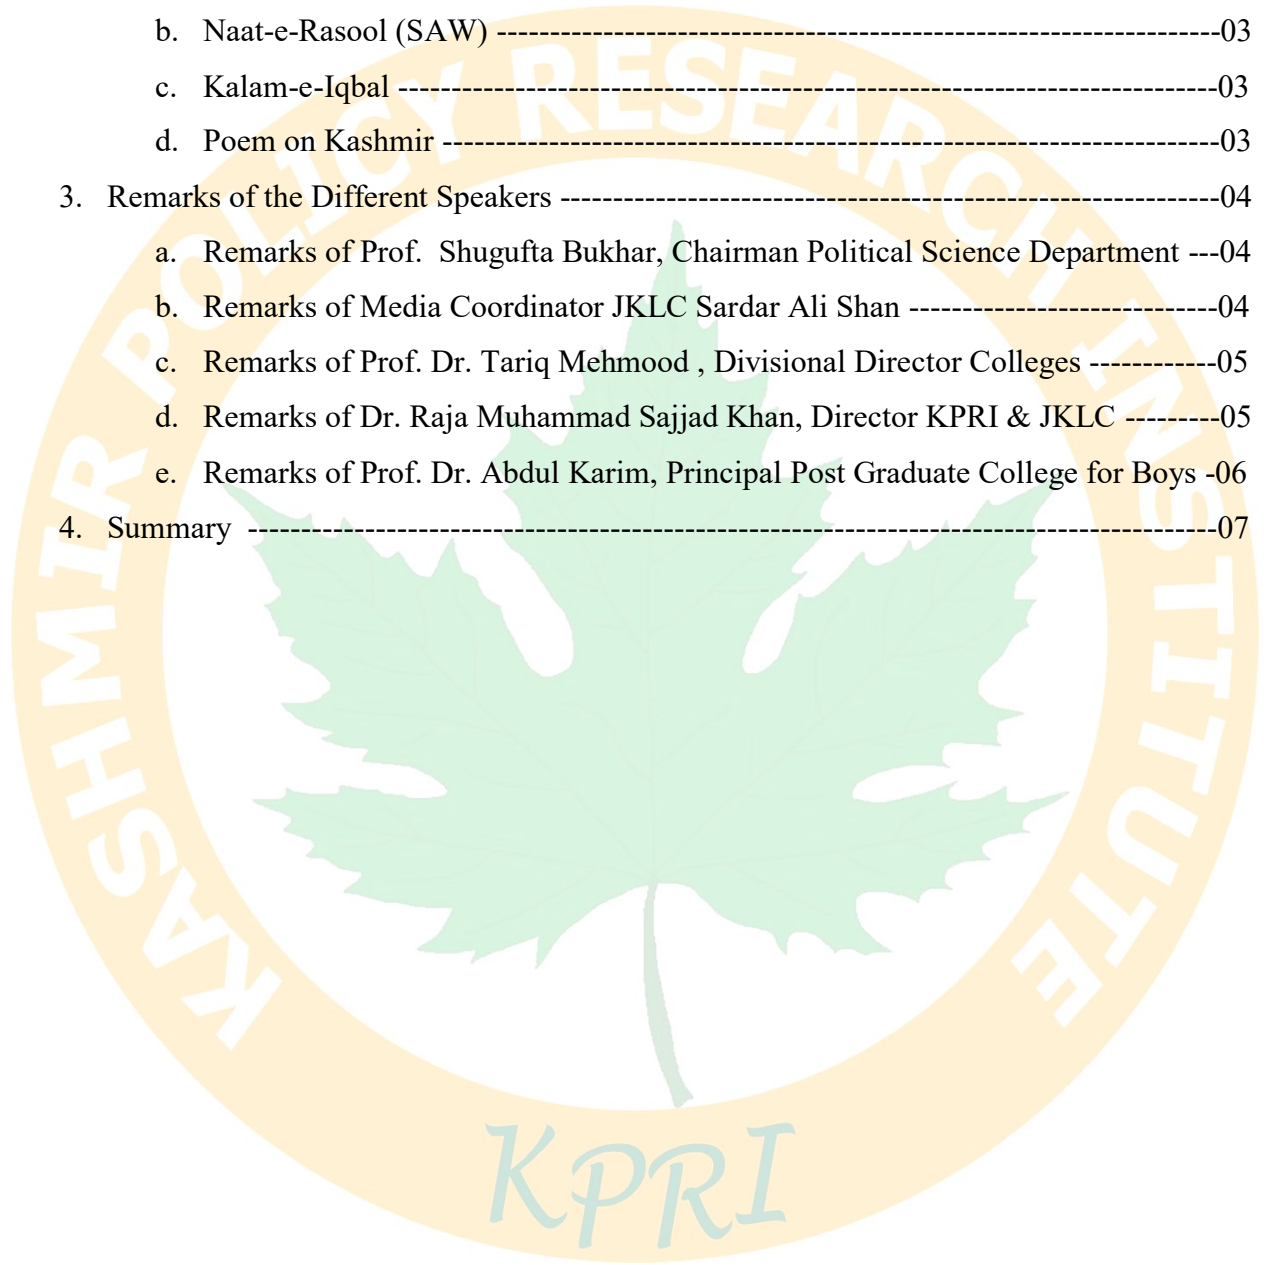 b. Naat-e-Rasool (SAW) --------------------------------------------------------------------03
c. Kalam-e-Iqbal -----------------------------------------------------------------------------03
d. Poem on Kashmir -------------------------------------------------------------------------03
3. Remarks of the Different Speakers --------------------------------------------------------------04
a. Remarks of Prof.  Shugufta Bukhar, Chairman Political Science Department ---04
b. Remarks of Media Coordinator JKLC Sardar Ali Shan -----------------------------04
c. Remarks of Prof. Dr. Tariq Mehmood , Divisional Director Colleges ------------05
d. Remarks of Dr. Raja Muhammad Sajjad Khan, Director KPRI & JKLC ---------05
e. Remarks of Prof. Dr. Abdul Karim, Principal Post Graduate College for Boys -06
4. Summary  -------------------------------------------------------------------------------------------07
KASHMIR POLICY RESEARCH INSTITUTE
KPRI